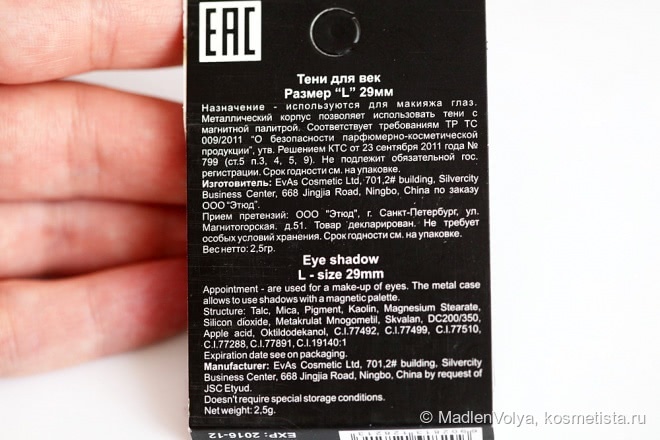 EAC
Тени для век
Размер "L" 29мм
Назначение - используются для макияжа глаз.
Металлический корпус позволяет использовать тени с
магнитной палитрой. Соответствует требованиям ТР ТС
009/2011 "О безопасности парфюмерно-косметической
продукции", утв. Решением КТС от 23 сентября 2011 года №
799 (ст.5 п.3, 4, 5, 9). Не подлежит обязательной гос.
регистрации. Срок годности см. на упаковке.
Изготовитель: EvAs Cosmetic Ltd, 701,2# building, Silvercity
Business Center, 668 Jingjia Road, Ningbo, China по заказу
ООО "Этюд".
Прием претензий: ООО "Этюд", г. Санкт-Петербург, ул.
Магнитогорская, д.51. Товар декларирован. Не требует
особых условий хранения. Срок годности см. на упаковке.
Вес: 2,5гр.
Eye shadow
L - size 29mm
Appointment - are used for a make-up of eyes. The metal case
allows to use shadows with a magnetic palette.
Structure: Talc, Mica, Pigment, Kaolin, Magnesium Stearate,
Silicon dioxide, Metakrulat Mnogometil, Skvalan, DC200/350,
Apple acid, Oktildodekanol, C.I.77492, C.I.77499, C.I.77510,
C.I.77288, C.I.77891, C.I.19140:1
Expiration date see on packaging.
Manufacturer: EvAs Cosmetic Ltd, 701,2# building, Silvercity
Business Center, 668 Jingjia Road, Ningbo, China by request of
JSC Etyud.
Doesn't require special storage conditions.
Net weight: 2,5g.
EXP: 2016-12
© MadlenVolya, kosmetista.ru